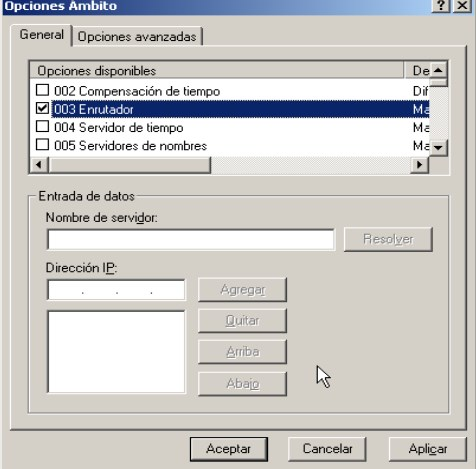 Opciones Ámbito
General Opciones avanzadas
Opciones disponibles De
002 Compensación de tiempo Dif
003 Enrutador Ma
004 Servidor de tiempo Ma
005 Servidores de nombres Ma
Entrada de datos
Nombre de servidor:
Resolver
Dirección IP:
. . . Agregar
Quitar
Arriba
Abajo
Aceptar Cancelar Aplicar